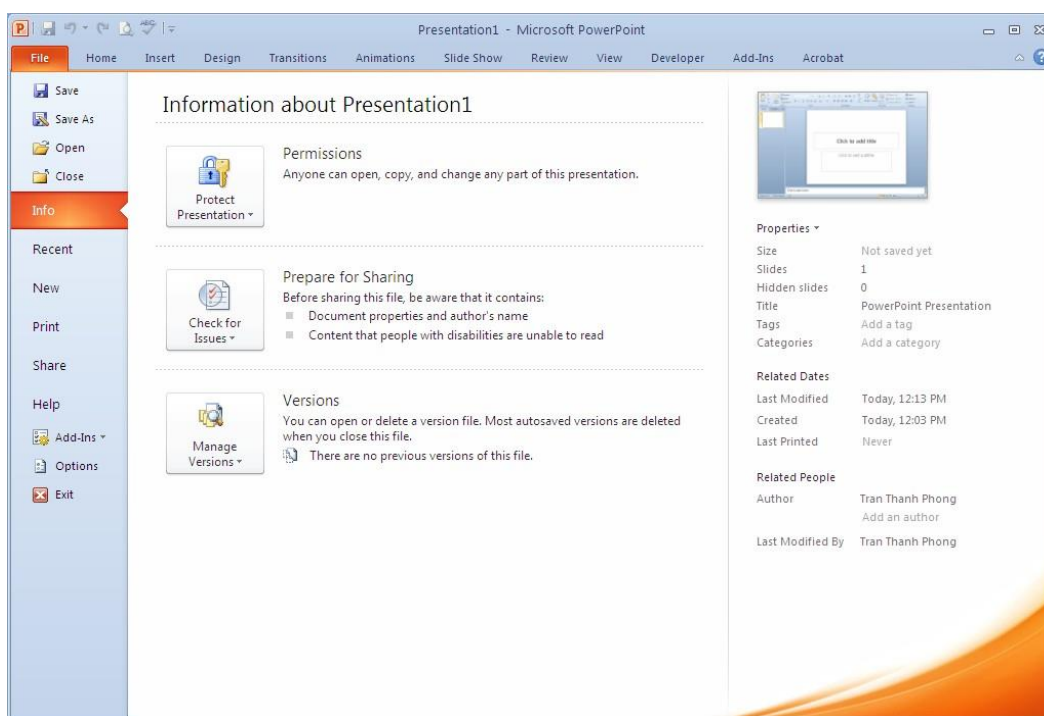 Presentation1 - Microsoft PowerPoint
File Home Insert Design Transitions Animations Slide Show Review View Developer Add-Ins Acrobat
Save
Save As
Open
Close
Info
Recent
New
Print
Share
Help
Add-Ins
Options
Exit
Information about Presentation1
Protect
Presentation
Permissions
Anyone can open, copy, and change any part of this presentation.
Check for
Issues
Prepare for Sharing
Before sharing this file, be aware that it contains:
Document properties and author's name
Content that people with disabilities are unable to read
Manage
Versions
Versions
You can open or delete a version file. Most autosaved versions are deleted
when you close this file.
There are no previous versions of this file.
Click to add title
Properties
Size Not saved yet
Slides 1
Hidden slides 0
Title PowerPoint Presentation
Tags Add a tag
Categories Add a category
Related Dates
Last Modified Today, 12:13 PM
Created Today, 12:03 PM
Last Printed Never
Related People
Author Tran Thanh Phong
Add an author
Last Modified By Tran Thanh Phong